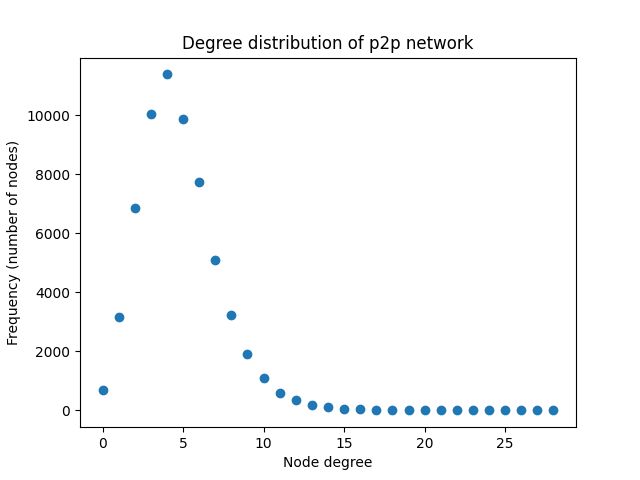 Degree distribution of p2p network
Frequency (number of nodes)
10000
8000
6000
4000
2000
0
0 5 10 15 20 25
Node degree